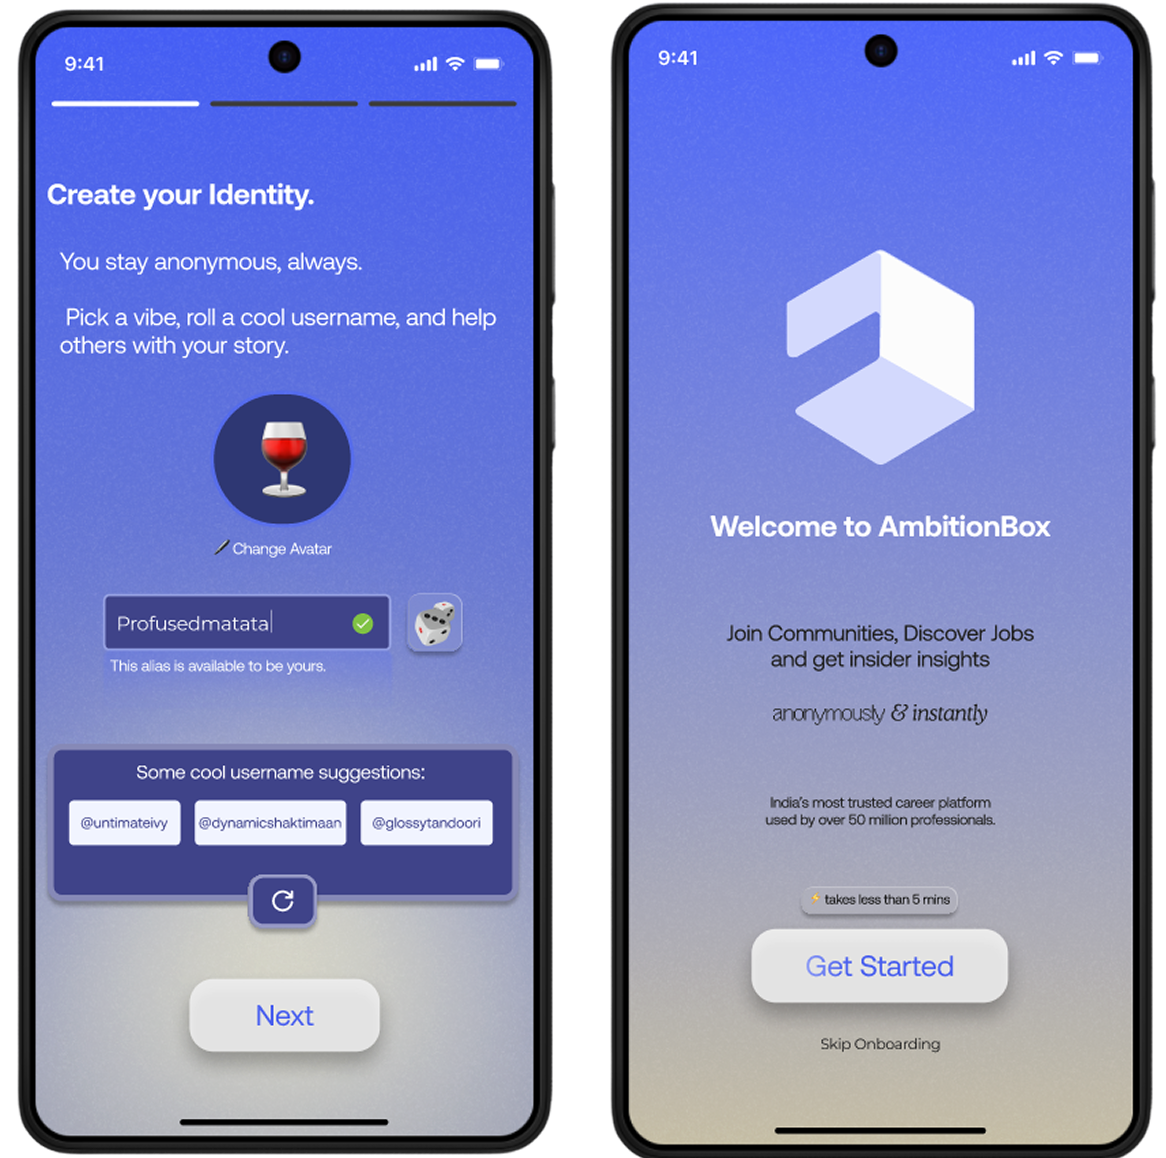 9:41
Create your Identity.
You stay anonymous, always.
Pick a vibe, roll a cool username, and help
others with your story.
Change Avatar
Profusedmatata
This alias is available to be yours.
Some cool username suggestions:
@untimateivy
@dynamicshaktimaan
@glossytandoori
Next
9:41
Welcome to AmbitionBox
Join Communities, Discover Jobs
and get insider insights
anonymously & instantly
India's most trusted career platform
used by over 50 million professionals.
takes less than 5 mins
Get Started
Skip Onboarding